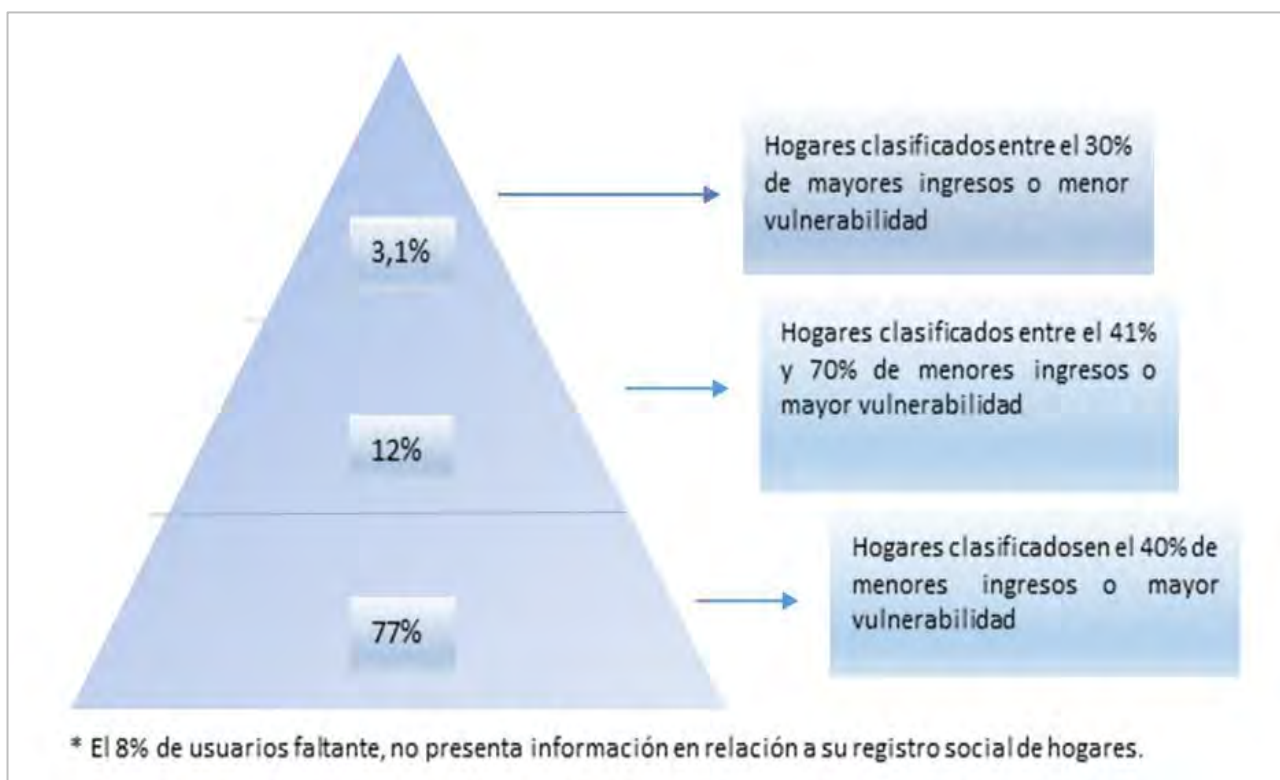 3,1%
Hogares clasificados entre el 30%
de mayores ingresos o menor
vulnerabilidad
12%
Hogares clasificados entre el 41%
y 70% de menores ingresos o
mayor vulnerabilidad
77%
Hogares clasificadosen el 40% de
menores ingresos o mayor
vulnerabilidad
* El 8% de usuarios faltante, no presenta información en relación a su registro social de hogares.